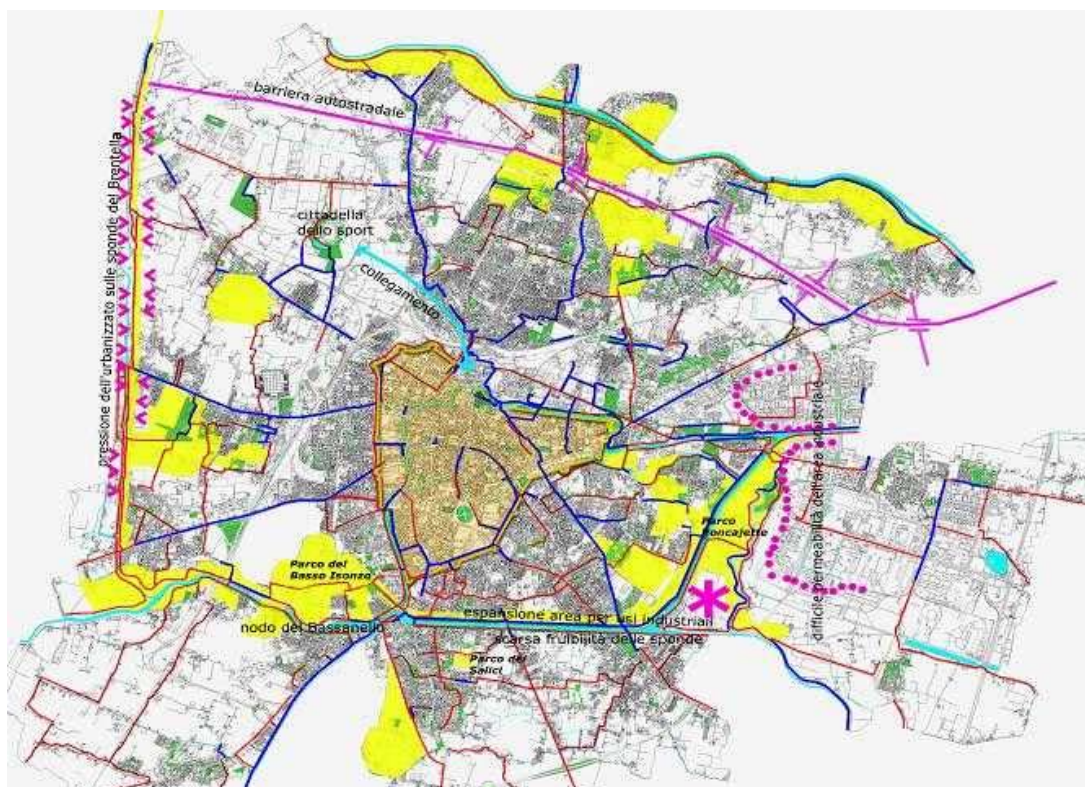 barriera autostradale
pressione dell'urbanizzato sulle sponde del Brentella
cittadella
dello sport
collegamento
difficile permeabilità dell'area industriale
Parco
Roncajette
Parco del
Basso Isonzo
espansione area per usi industriali
nodo del Bassanello
scarsa fruibilità delle sponde
Parco dei
Salici